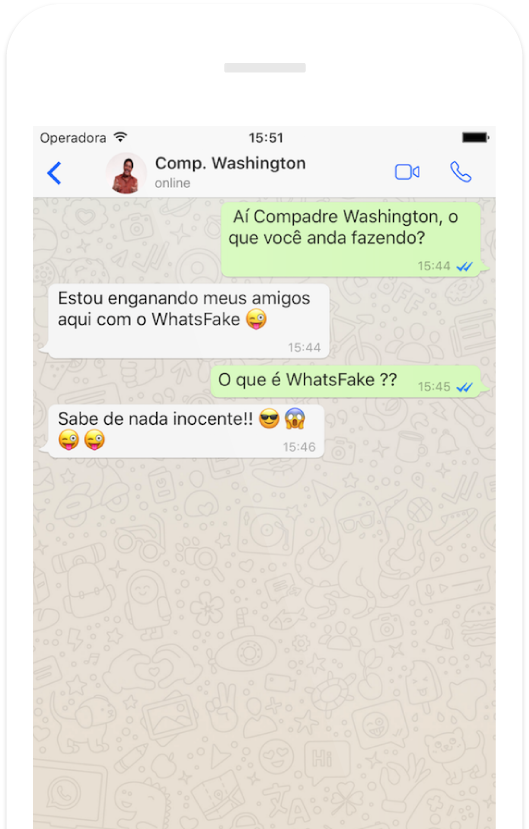 Operadora 15:51
Comp. Washington
online
Aí Compadre Washington, o
que você anda fazendo?
15:44
Estou enganando meus amigos
aqui com o WhatsFake 😜
15:44
O que é WhatsFake ??
15:45
Sabe de nada inocente!! 😎 😱
😜 😜
15:46
Hi